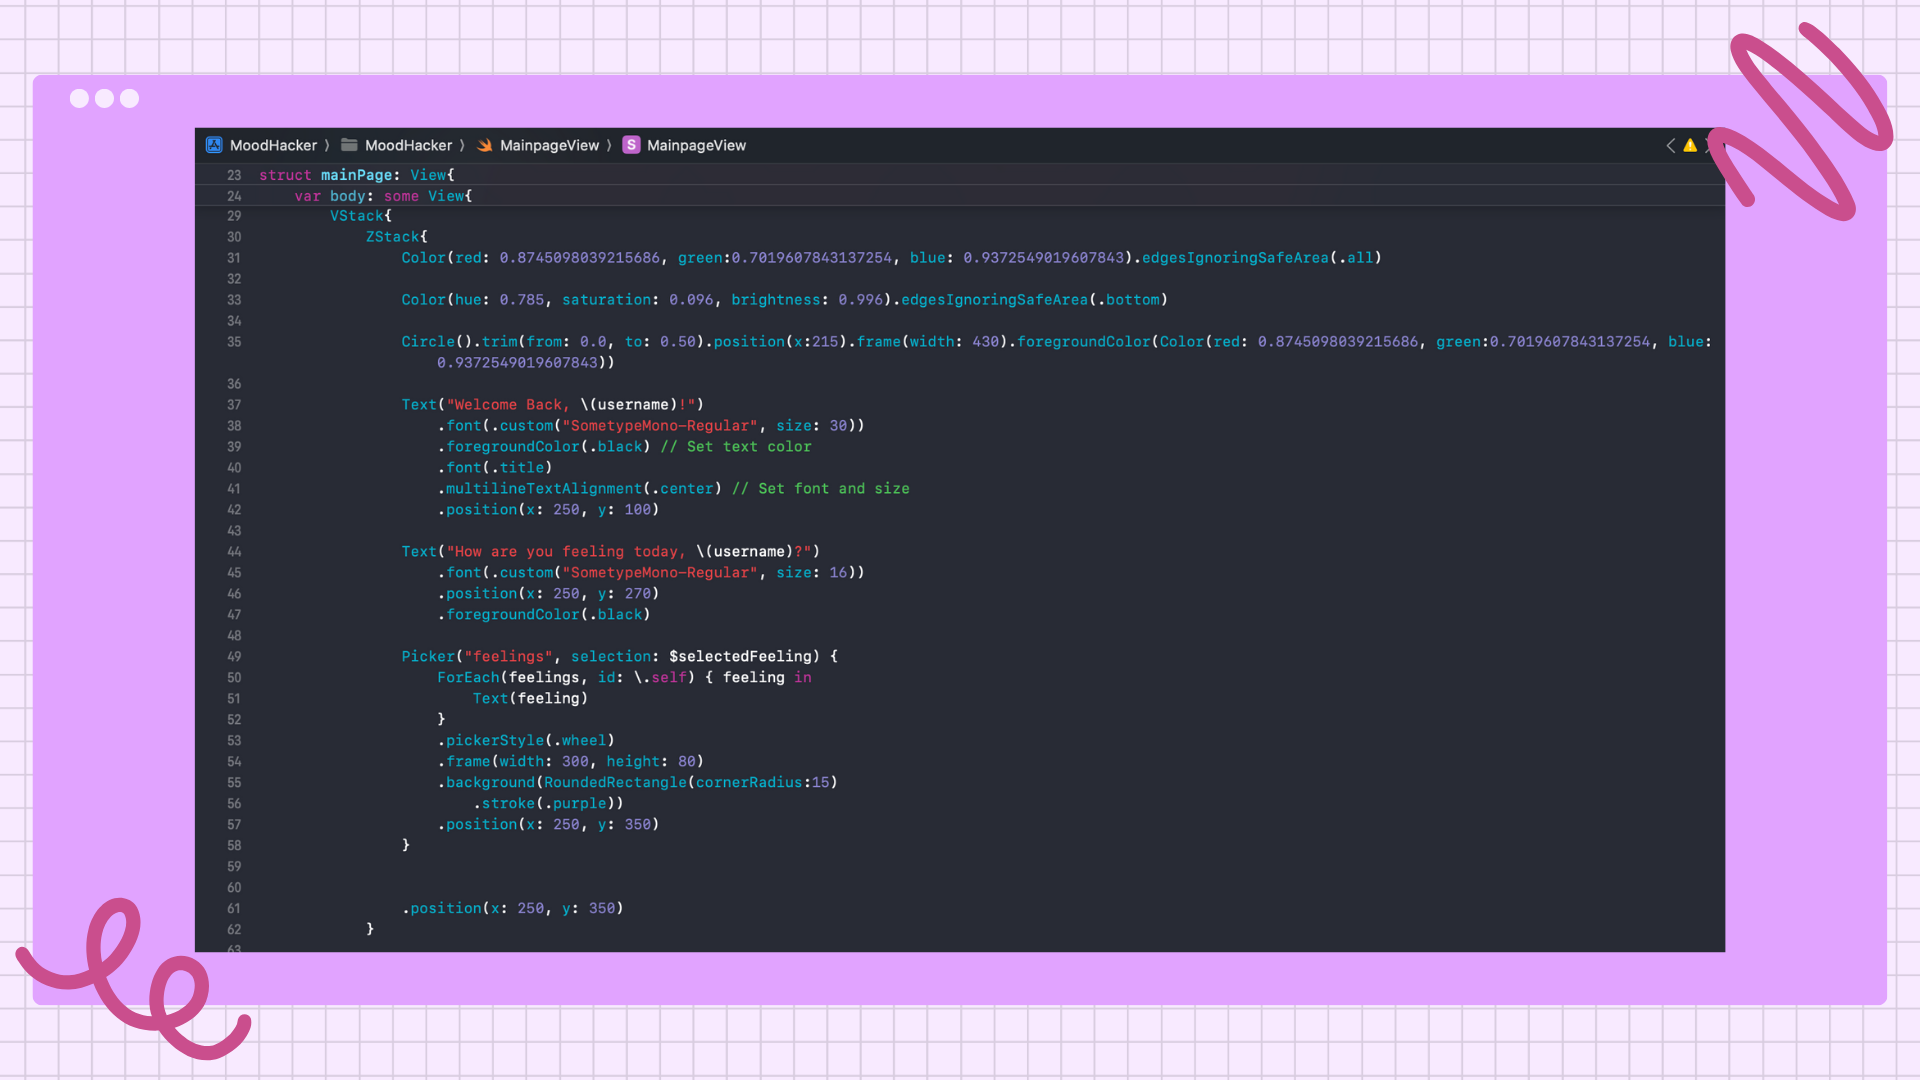 MoodHacker 〉 MoodHacker 〉 MainpageView 〉 S MainpageView
23 struct mainPage: View{
24     var body: some View{
29         VStack{
30             ZStack{
31                 Color(red: 0.8745098039215686, green:0.7019607843137254, blue: 0.9372549019607843).edgesIgnoringSafeArea(.all)
32
33                 Color(hue: 0.785, saturation: 0.096, brightness: 0.996).edgesIgnoringSafeArea(.bottom)
34
35                 Circle().trim(from: 0.0, to: 0.50).position(x:215).frame(width: 430).foregroundColor(Color(red: 0.8745098039215686, green:0.7019607843137254, blue:
                    0.9372549019607843))
36
37                 Text("Welcome Back, \(username)!")
38                     .font(.custom("SometypeMono-Regular", size: 30))
39                     .foregroundColor(.black) // Set text color
40                     .font(.title)
41                     .multilineTextAlignment(.center) // Set font and size
42                     .position(x: 250, y: 100)
43
44                 Text("How are you feeling today, \(username)?")
45                     .font(.custom("SometypeMono-Regular", size: 16))
46                     .position(x: 250, y: 270)
47                     .foregroundColor(.black)
48
49                 Picker("feelings", selection: $selectedFeeling) {
50                     ForEach(feelings, id: \.self) { feeling in
51                         Text(feeling)
52                     }
53                     .pickerStyle(.wheel)
54                     .frame(width: 300, height: 80)
55                     .background(RoundedRectangle(cornerRadius:15)
56                         .stroke(.purple))
57                     .position(x: 250, y: 350)
58                 }
59
60
61                 .position(x: 250, y: 350)
62             }
63